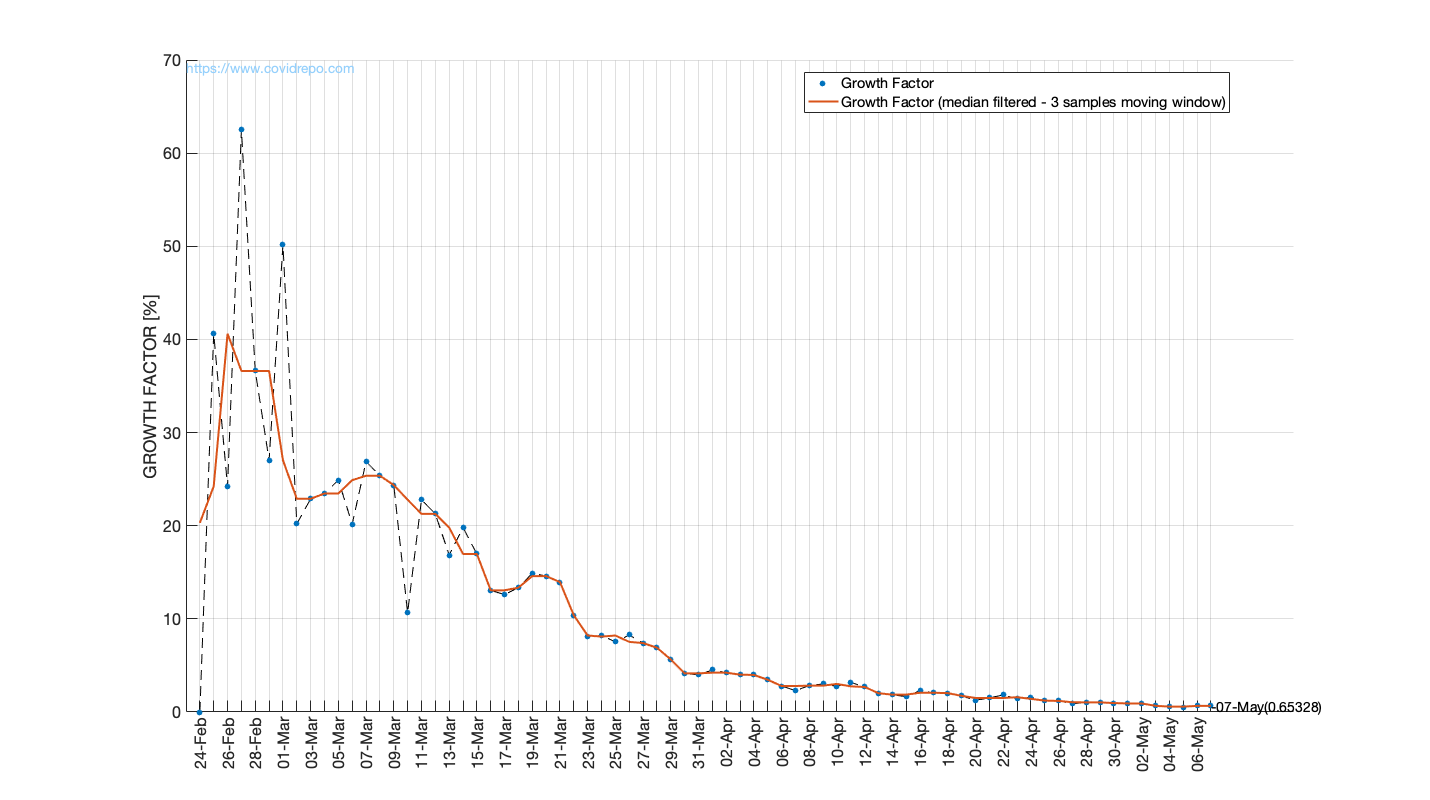 70
https://www.covidrepo.com
Growth Factor
Growth Factor (median filtered - 3 samples moving window)
60
50
40
30
20
10
0
GROWTH FACTOR [%]
-07-May(0.65328)
24-Feb
26-Feb
28-Feb
01-Mar
03-Mar
05-Mar
07-Mar
09-Mar
11-Mar
13-Mar
15-Mar
17-Mar
19-Mar
21-Mar
23-Mar
25-Mar
27-Mar
29-Mar
31-Mar
02-Apr
04-Apr
06-Apr
08-Apr
10-Apr
12-Apr
14-Apr
16-Apr
18-Apr
20-Apr
22-Apr
24-Apr
26-Apr
28-Apr
30-Apr
02-May
04-May
06-May